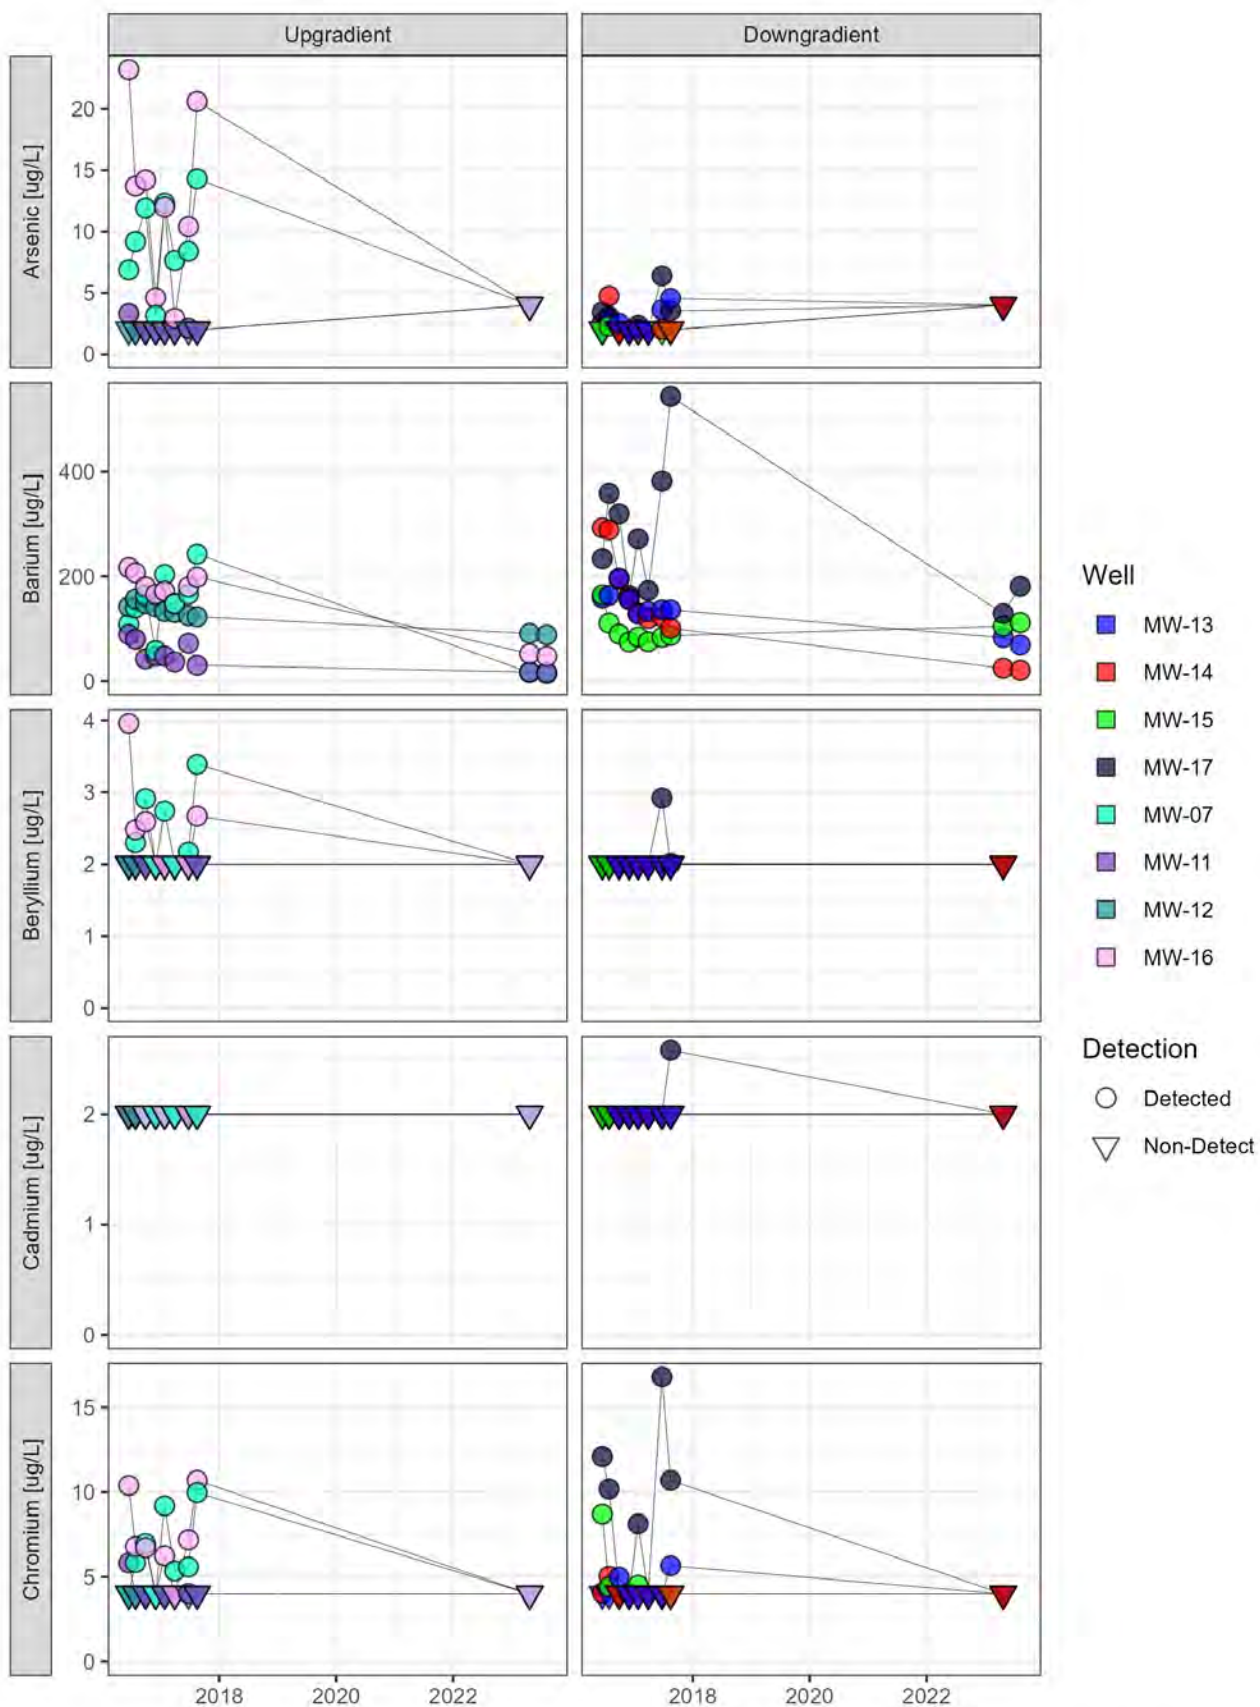 Upgradient
Downgradient
Arsenic [ug/L]
20
15
10
5
0
Barium [ug/L]
400
200
0
Beryllium [ug/L]
4
3
2
1
0
Cadmium [ug/L]
2
1
0
Chromium [ug/L]
15
10
5
0
2018
2020
2022
2018
2020
2022
Well
MW-13
MW-14
MW-15
MW-17
MW-07
MW-11
MW-12
MW-16
Detection
Detected
Non-Detect